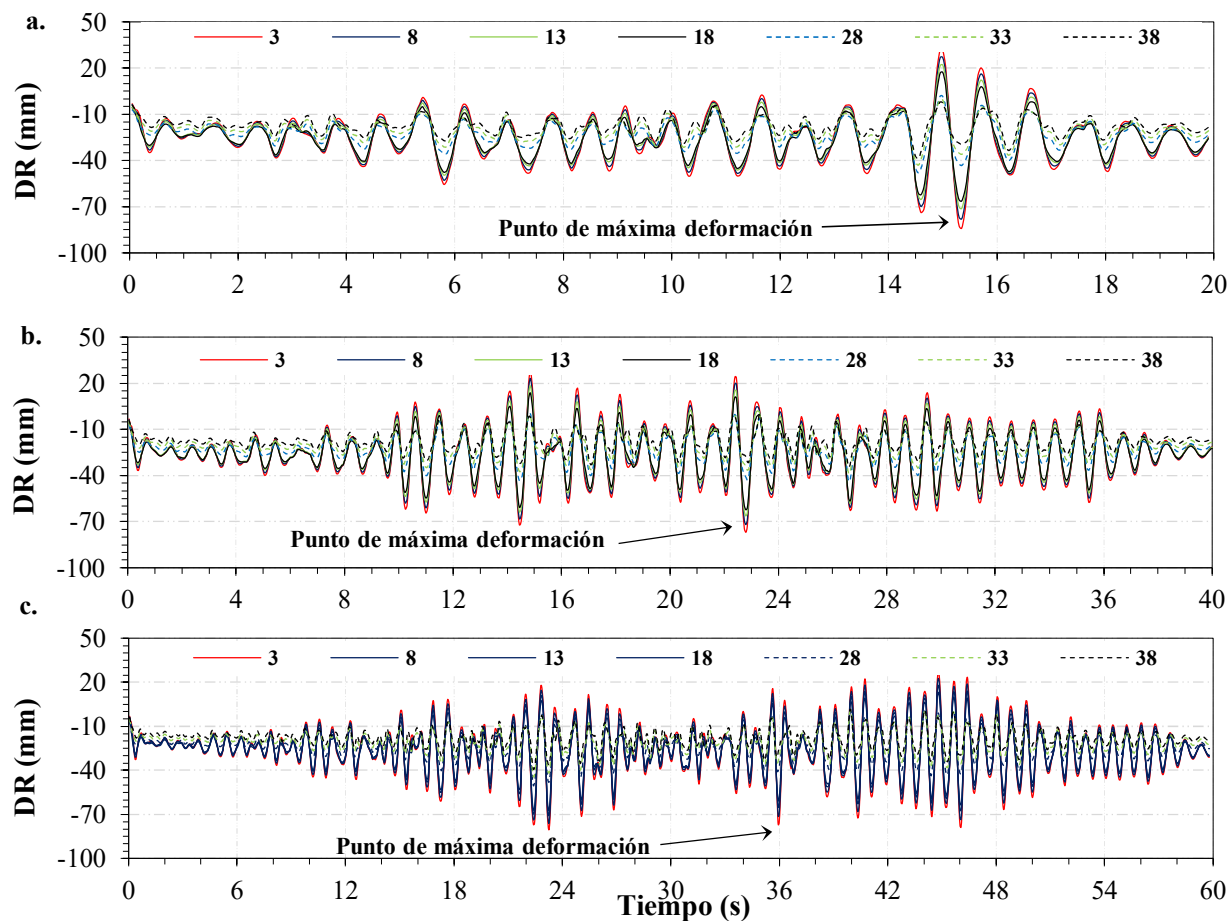 a.
50
20
-10
-40
-70
-100
DR (mm)
3 8 13 18 28 33 38
Punto de máxima deformación
0 2 4 6 8 10 12 14 16 18 20
b.
50
20
-10
-40
-70
-100
DR (mm)
3 8 13 18 28 33 38
Punto de máxima deformación
0 4 8 12 16 20 24 28 32 36 40
c.
50
20
-10
-40
-70
-100
DR (mm)
3 8 13 18 28 33 38
Punto de máxima deformación
0 6 12 18 24 30 36 42 48 54 60
Tiempo (s)